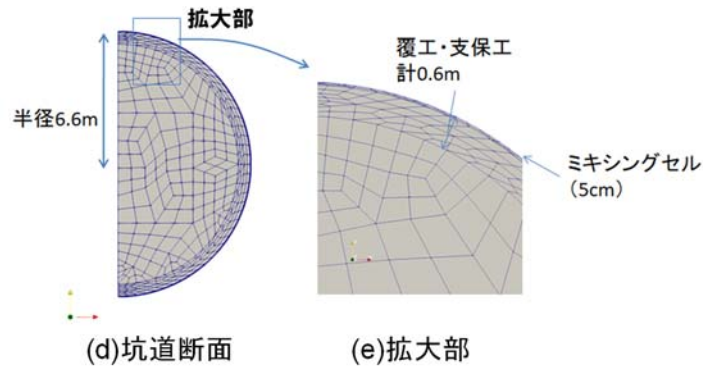 拡大部
半径6.6m
覆工・支保工
計0.6m
ミキシングセル
(5cm)
(d)坑道断面
(e)拡大部